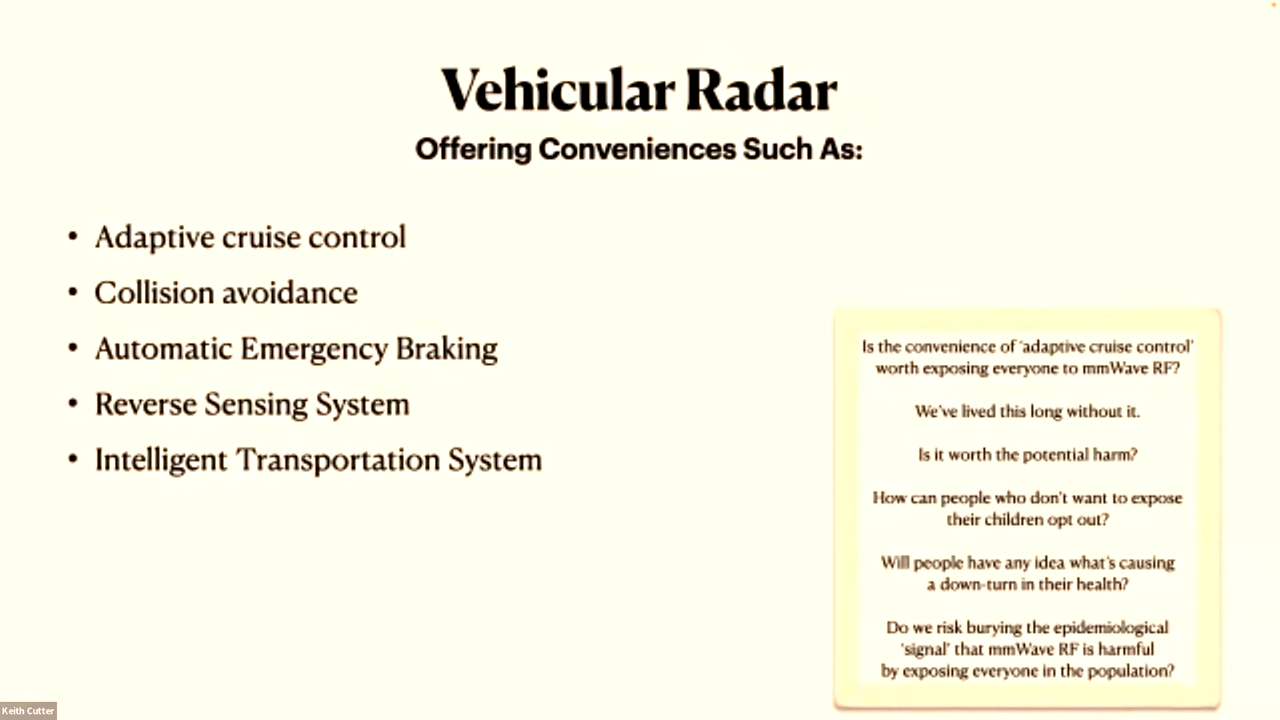 Vehicular Radar
Offering Conveniences Such As:
• Adaptive cruise control
• Collision avoidance
• Automatic Emergency Braking
• Reverse Sensing System
• Intelligent Transportation System
Is the convenience of ‘adaptive cruise control’
worth exposing everyone to mmWave RF?
We’ve lived this long without it.
Is it worth the potential harm?
How can people who don’t want to expose
their children opt out?
Will people have any idea what’s causing
a down-turn in their health?
Do we risk burying the epidemiological
‘signal’ that mmWave RF is harmful
by exposing everyone in the population?
Keith Cutter